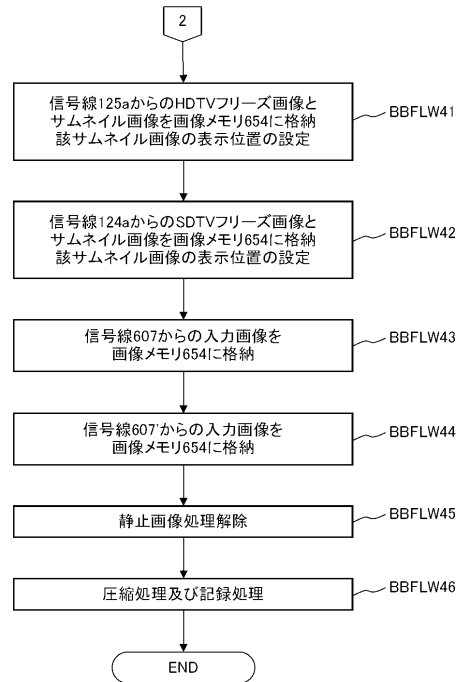 2
信号線125aからのHDTVフリーズ画像と
サムネイル画像を画像メモリ654に格納
該サムネイル画像の表示位置の設定
BBFLW41
信号線124aからのSDTVフリーズ画像と
サムネイル画像を画像メモリ654に格納
該サムネイル画像の表示位置の設定
BBFLW42
信号線607からの入力画像を
画像メモリ654に格納
BBFLW43
信号線607'からの入力画像を
画像メモリ654に格納
BBFLW44
静止画像処理解除
BBFLW45
圧縮処理及び記録処理
BBFLW46
END